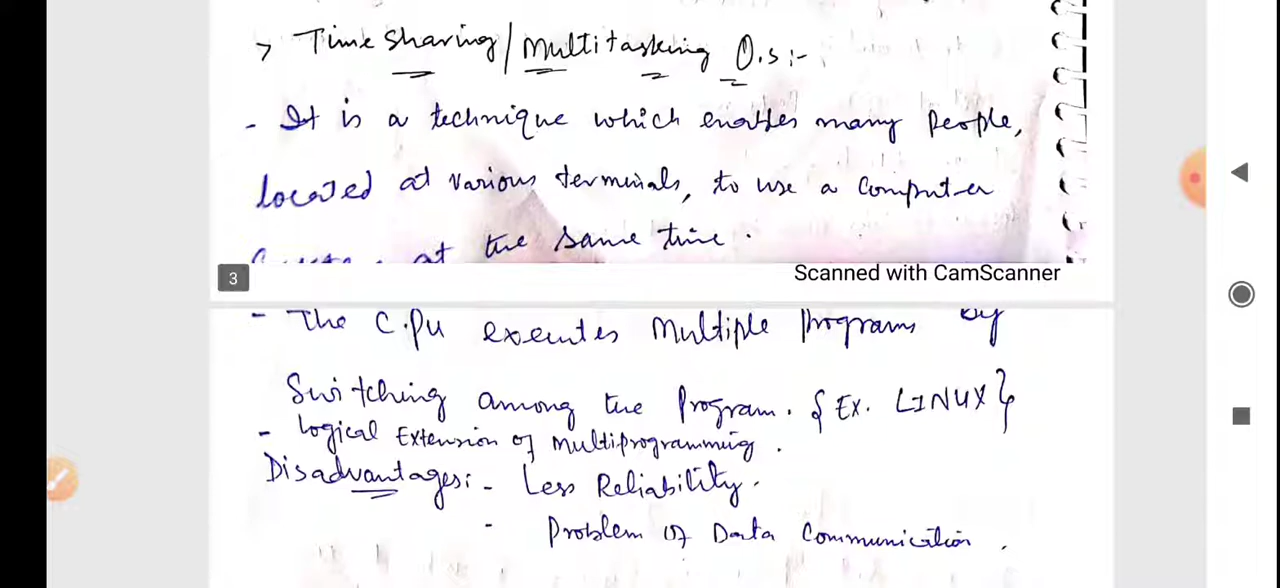 > Time Sharing/Multitasking O.S:-
- It is a technique which enables many people,
located at various terminals, to use a computer
at the same time.
3
Scanned with CamScanner
- The C.PU executes Multiple Programs by
Switching among the Program. { Ex. LINUX }
- Logical Extension of Multiprogramming.
Disadvantages:- Less Reliability.
- Problem of Data Communication.